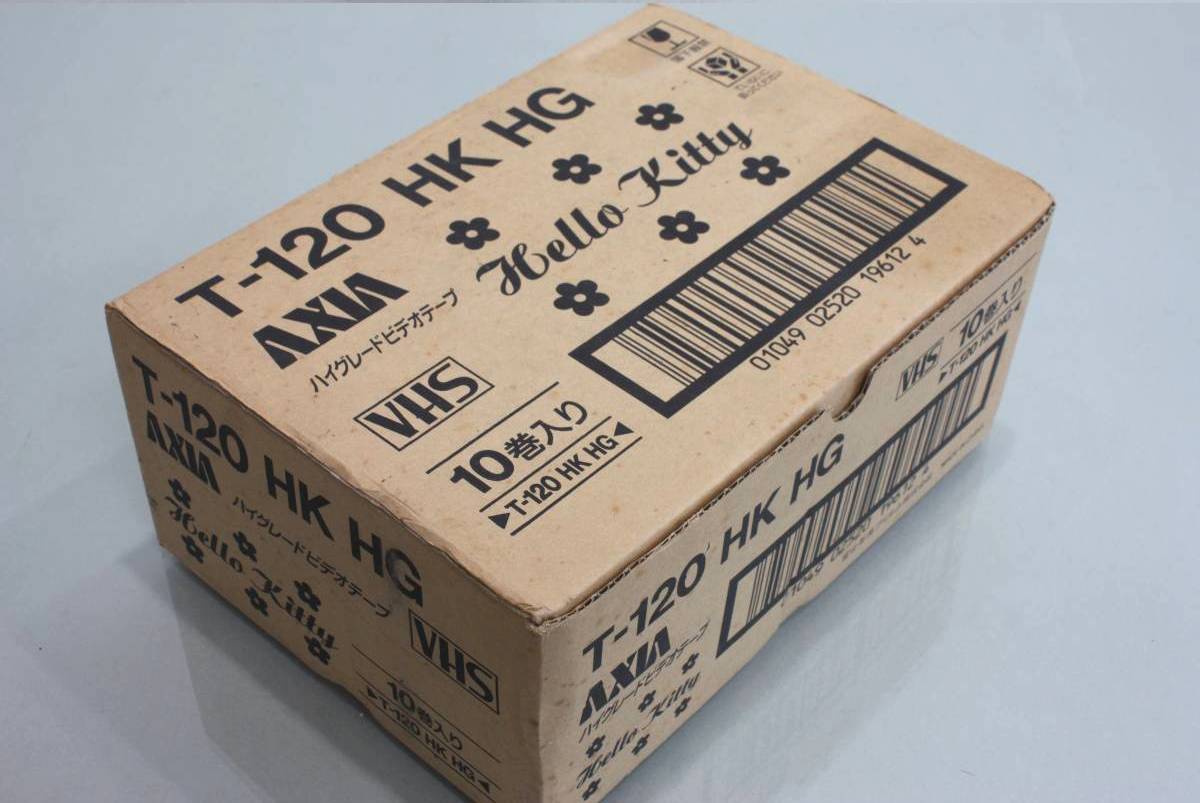 T-120 HK HG
AXIA
ハイグレードビデオテープ
Hello Kitty
VHS
10巻入り
▶T-120 HK HG◀
01049 02520 19612 4
T-120 HK HG
AXIA
ハイグレードビデオテープ
Hello Kitty
VHS
10巻入り
▶T-120 HK HG◀
T-120 HK HG
AXIA
ハイグレードビデオテープ
Hello Kitty
VHS
10巻入り
▶T-120 HK HG◀